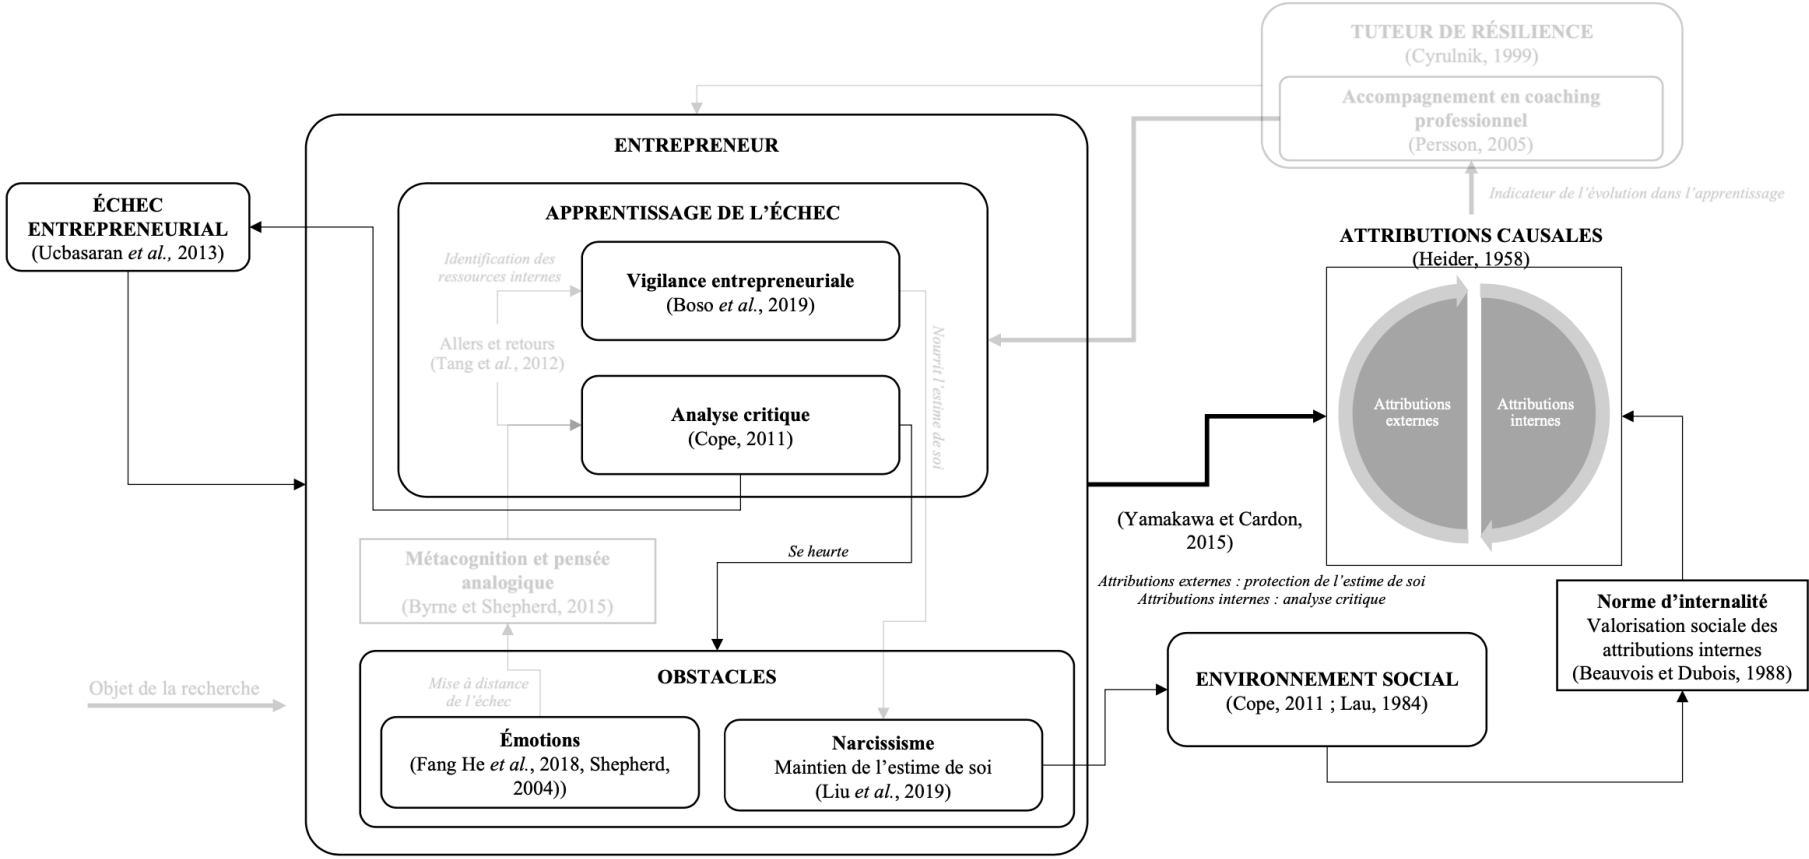 TUTEUR DE RÉSILIENCE
(Cyrulnik, 1999)
Accompagnement en coaching
professionnel
(Persson, 2005)
Indicateur de l'évolution dans l'apprentissage
ENTREPRENEUR
ÉCHEC
ENTREPRENEURIAL
(Ucbasaran et al., 2013)
APPRENTISSAGE DE L'ÉCHEC
Identification des
ressources internes
Vigilance entrepreneuriale
(Boso et al., 2019)
Allers et retours
(Tang et al., 2012)
Nourrit l'estime de soi
Analyse critique
(Cope, 2011)
ATTRIBUTIONS CAUSALES
(Heider, 1958)
Attributions
externes
Attributions
internes
(Yamakawa et Cardon,
2015)
Se heurte
Métacognition et pensée
analogique
(Byrne et Shepherd, 2015)
Attributions externes : protection de l'estime de soi
Attributions internes : analyse critique
Norme d'internalité
Valorisation sociale des
attributions internes
(Beauvois et Dubois, 1988)
Objet de la recherche
OBSTACLES
Mise à distance
de l'échec
Émotions
(Fang He et al., 2018, Shepherd,
2004))
Narcissisme
Maintien de l'estime de soi
(Liu et al., 2019)
ENVIRONNEMENT SOCIAL
(Cope, 2011 ; Lau, 1984)